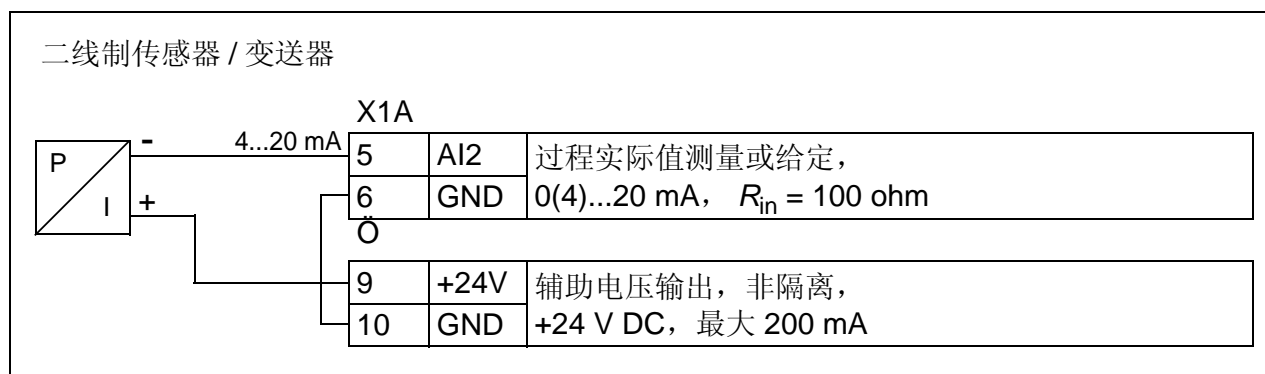 二线制传感器 / 变送器
X1A
P
I
-
+
4...20 mA
5 AI2 过程实际值测量或给定，
6 GND 0(4)...20 mA， Rin = 100 ohm
Ö
9 +24V 辅助电压输出，非隔离，
10 GND +24 V DC，最大 200 mA